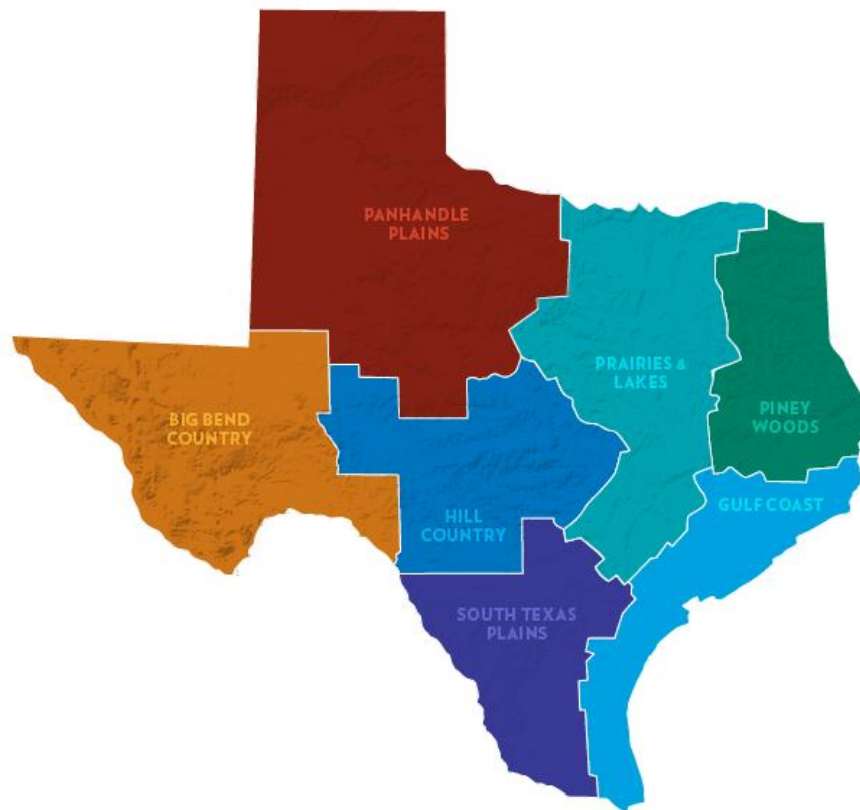 PANHANDLE
PLAINS
PRAIRIES &
LAKES
BIG BEND
COUNTRY
PINEY
WOODS
HILL
COUNTRY
GULF COAST
SOUTH TEXAS
PLAINS